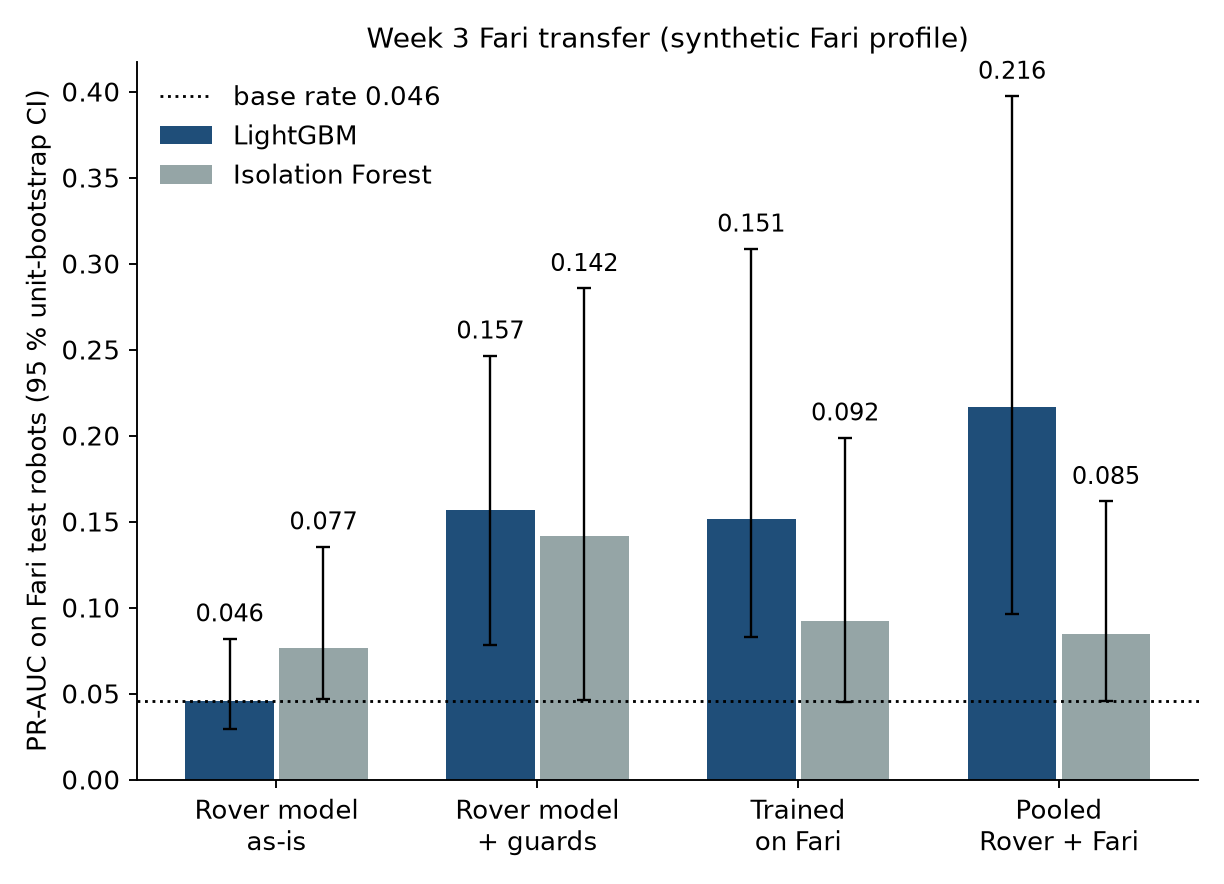 Week 3 Fari transfer (synthetic Fari profile)
PR-AUC on Fari test robots (95 % unit-bootstrap CI)
0.40
0.35
0.30
0.25
0.20
0.15
0.10
0.05
0.00
base rate 0.046
LightGBM
Isolation Forest
0.046
0.077
0.157
0.142
0.151
0.092
0.216
0.085
Rover model
as-is
Rover model
+ guards
Trained
on Fari
Pooled
Rover + Fari